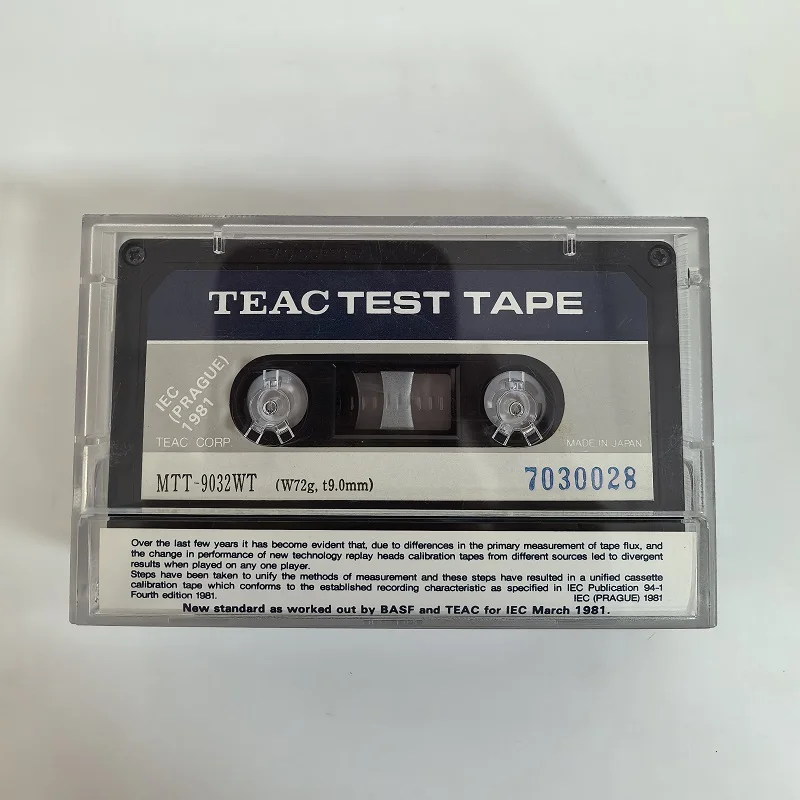 TEAC TEST TAPE
IEC
(PRAGUE)
1981
TEAC CORP.
MADE IN JAPAN
MTT-9032WT (W72g, t9.0mm) 7030028
Over the last few years it has become evident that, due to differences in the primary measurement of tape flux, and
the change in performance of new technology replay heads calibration tapes from different sources led to divergent
results when played on any one player.
Steps have been taken to unify the methods of measurement and these steps have resulted in a unified cassette
calibration tape which conforms to the established recording characteristic as specified in IEC Publication 94-1
Fourth edition 1981. IEC (PRAGUE) 1981
New standard as worked out by BASF and TEAC for IEC March 1981.